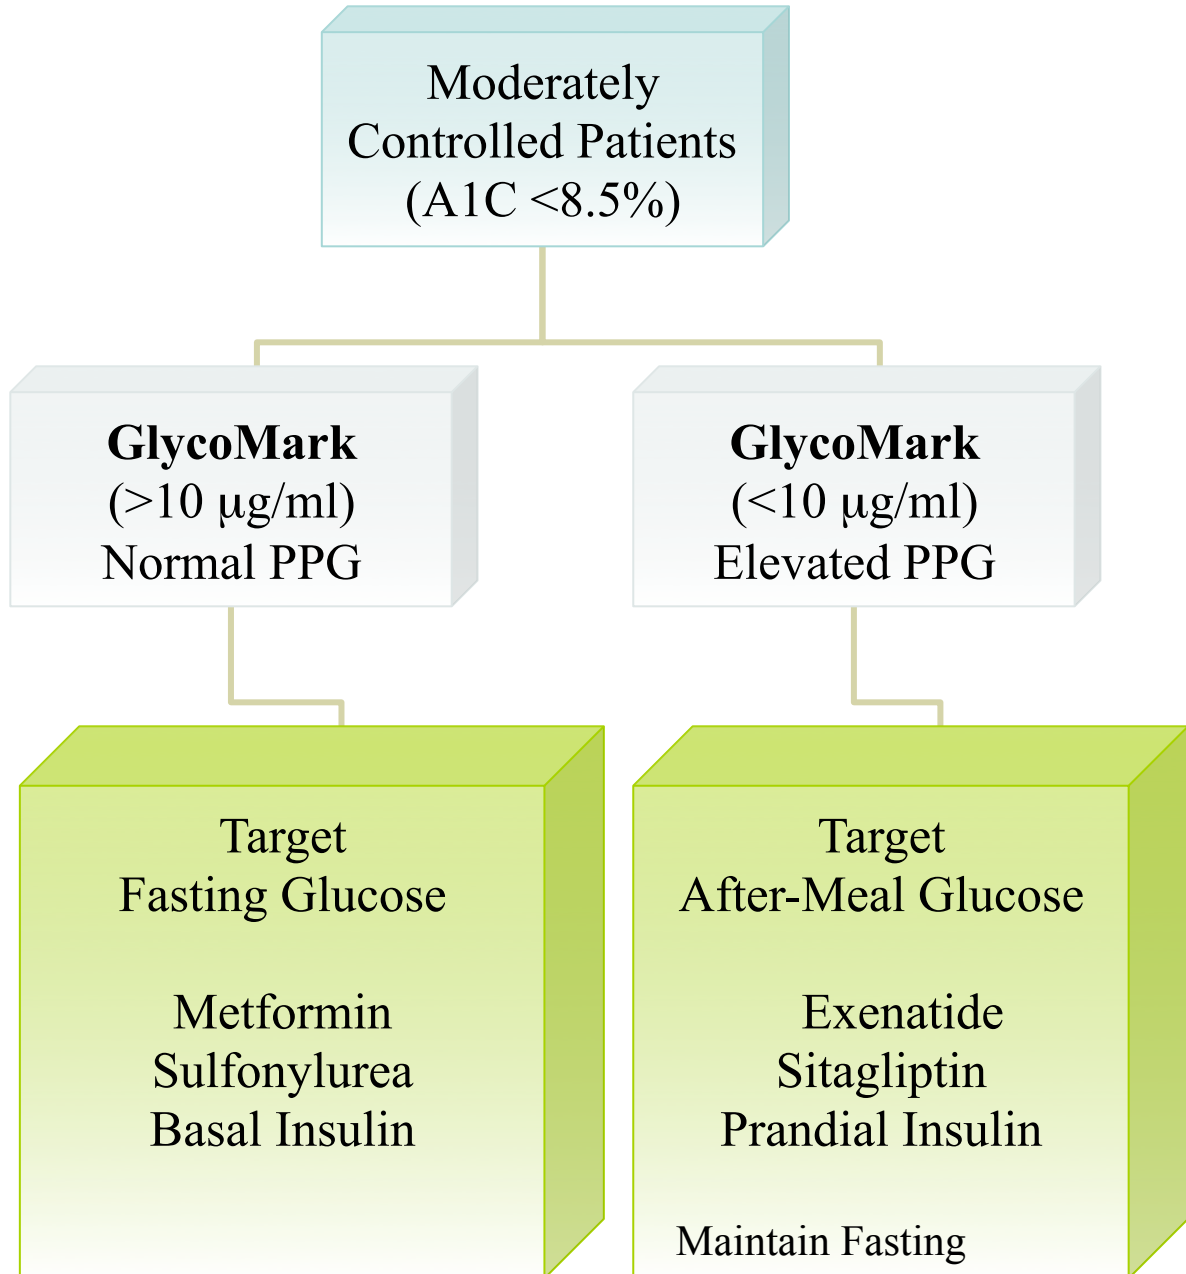 Moderately
Controlled Patients
(A1C <8.5%)
GlycoMark
(>10 μg/ml)
Normal PPG
GlycoMark
(<10 μg/ml)
Elevated PPG
Target
Fasting Glucose
Metformin
Sulfonylurea
Basal Insulin
Target
After-Meal Glucose
Exenatide
Sitagliptin
Prandial Insulin
Maintain Fasting